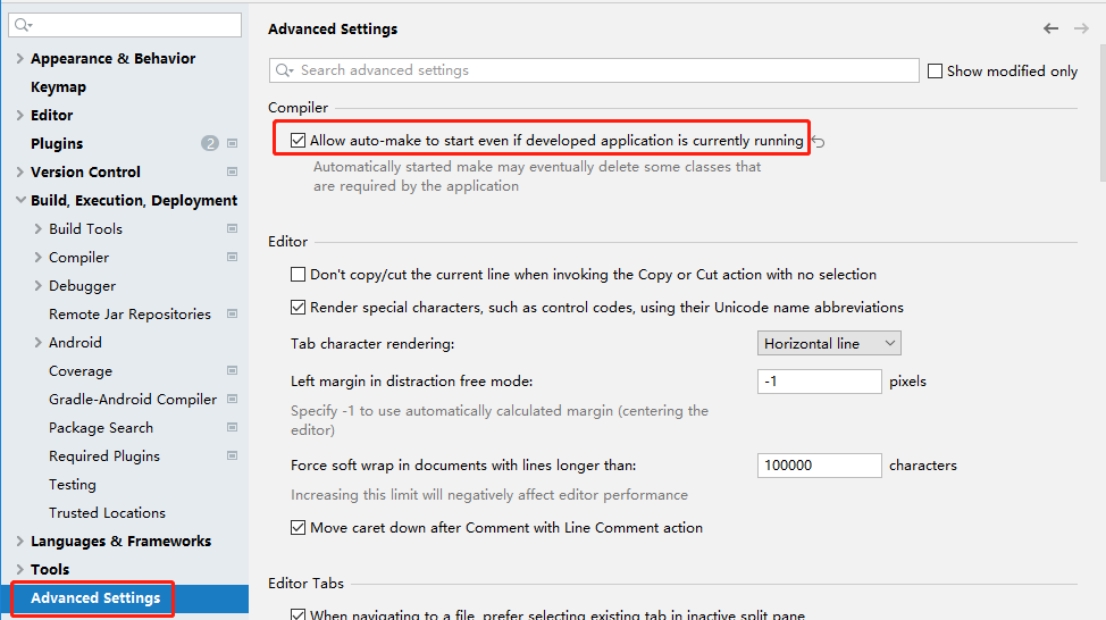 Appearance & Behavior
Keymap
Editor
Plugins
2
Version Control
Build, Execution, Deployment
Build Tools
Compiler
Debugger
Remote Jar Repositories
Android
Coverage
Gradle-Android Compiler
Package Search
Required Plugins
Testing
Trusted Locations
Languages & Frameworks
Tools
Advanced Settings
Advanced Settings
Search advanced settings
Show modified only
Compiler
Allow auto-make to start even if developed application is currently running
Automatically started make may eventually delete some classes that
are required by the application
Editor
Don't copy/cut the current line when invoking the Copy or Cut action with no selection
Render special characters, such as control codes, using their Unicode name abbreviations
Tab character rendering:
Horizontal line
Left margin in distraction free mode:
-1
pixels
Specify -1 to use automatically calculated margin (centering the
editor)
Force soft wrap in documents with lines longer than:
100000
characters
Increasing this limit will negatively affect editor performance
Move caret down after Comment with Line Comment action
Editor Tabs
When navigating to a file, prefer selecting existing tab in inactive split pane